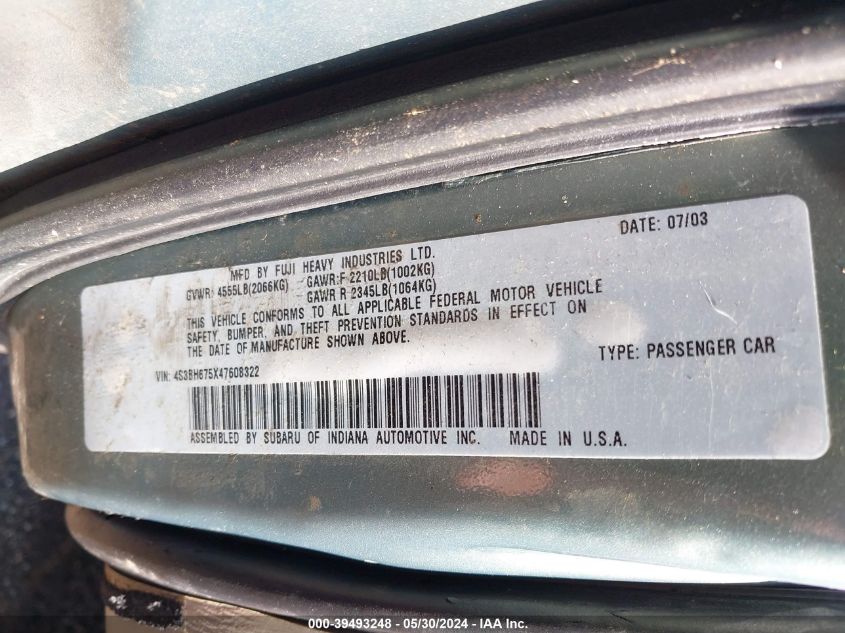 DATE: 07/03
MFD BY FUJI HEAVY INDUSTRIES LTD.
GVWR: 4555LB(2066KG) GAWR:F 2210LB(1002KG)
GAWR R 2345LB(1064KG)
THIS VEHICLE CONFORMS TO ALL APPLICABLE FEDERAL MOTOR VEHICLE
SAFETY, BUMPER, AND THEFT PREVENTION STANDARDS IN EFFECT ON
THE DATE OF MANUFACTURE SHOWN ABOVE.
VIN: 4S3BH675X47608322
TYPE: PASSENGER CAR
ASSEMBLED BY SUBARU OF INDIANA AUTOMOTIVE INC. MADE IN U.S.A.
000-39493248 - 05/30/2024 - IAA Inc.